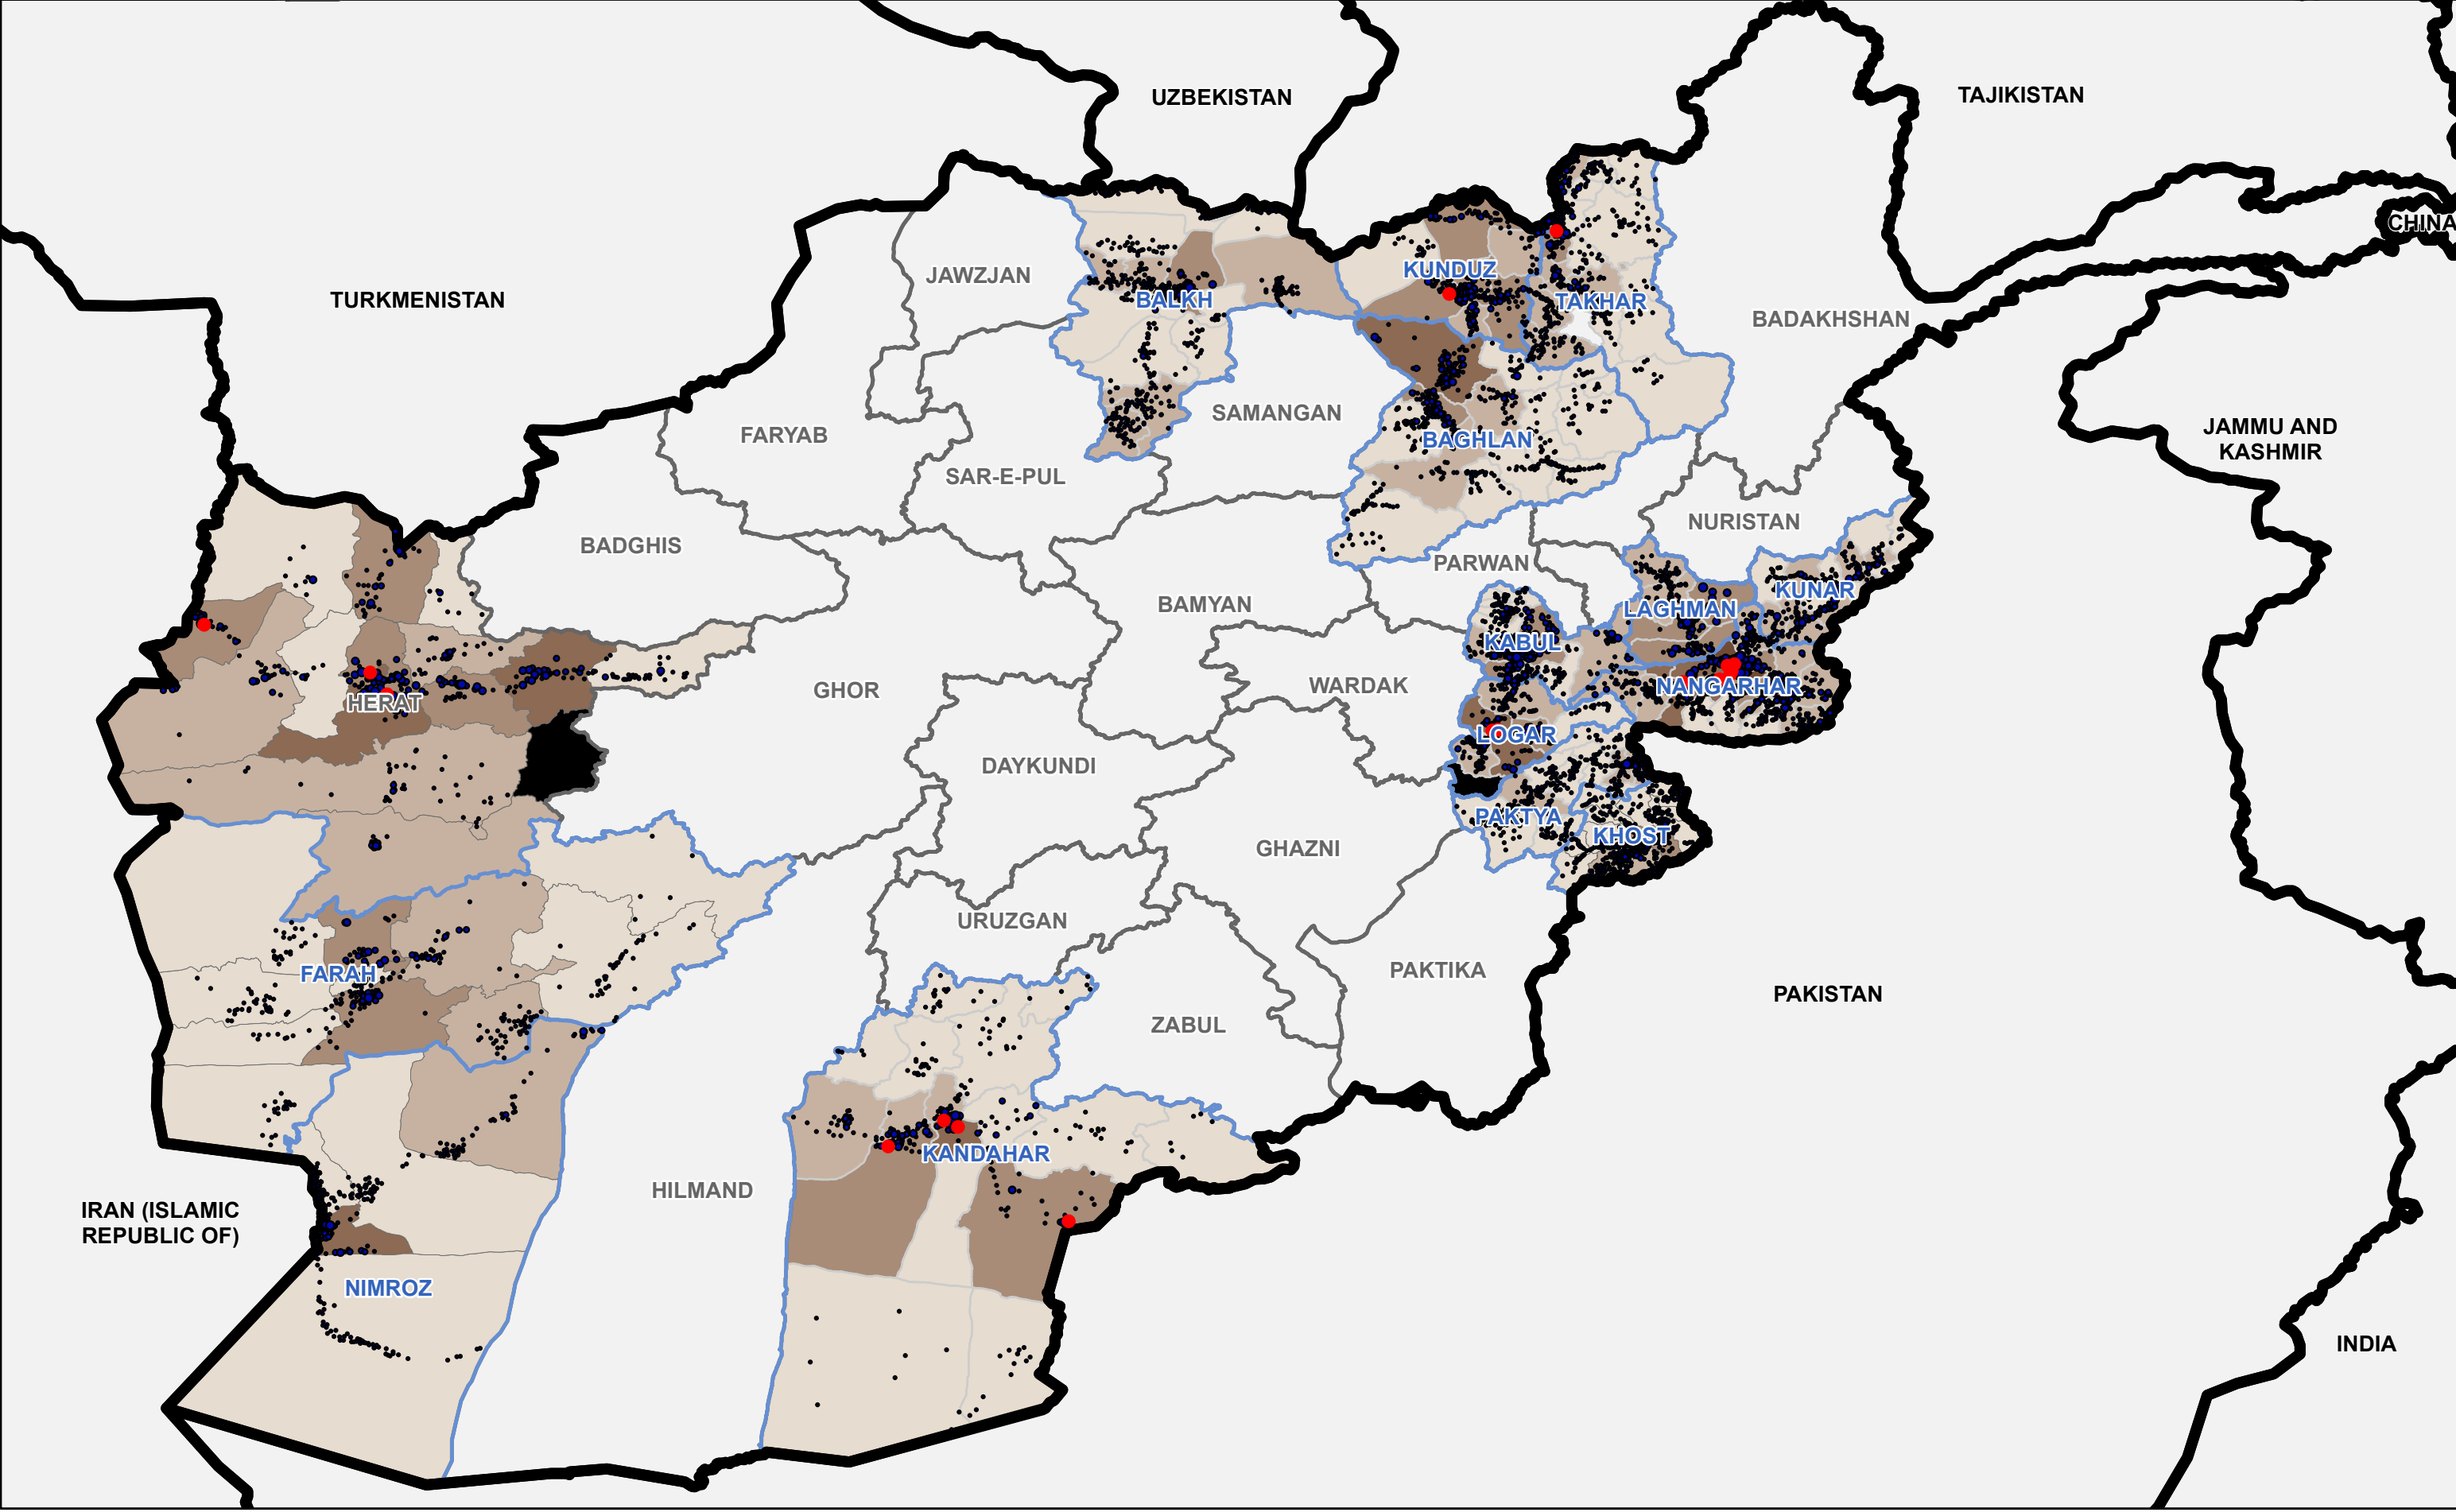 UZBEKISTAN
TAJIKISTAN
CHINA
TURKMENISTAN
JAWZJAN
BALKH
KUNDUZ
TAKHAR
BADAKHSHAN
FARYAB
SAMANGAN
BAGHLAN
JAMMU AND
KASHMIR
SAR-E-PUL
BADGHIS
NURISTAN
PARWAN
BAMYAN
LAGHMAN
KUNAR
KABUL
HERAT
GHOR
WARDAK
NANGARHAR
DAYKUNDI
LOGAR
PAKTYA
KHOST
GHAZNI
URUZGAN
FARAH
PAKTIKA
PAKISTAN
ZABUL
KANDAHAR
HILMAND
IRAN (ISLAMIC
REPUBLIC OF)
NIMROZ
INDIA